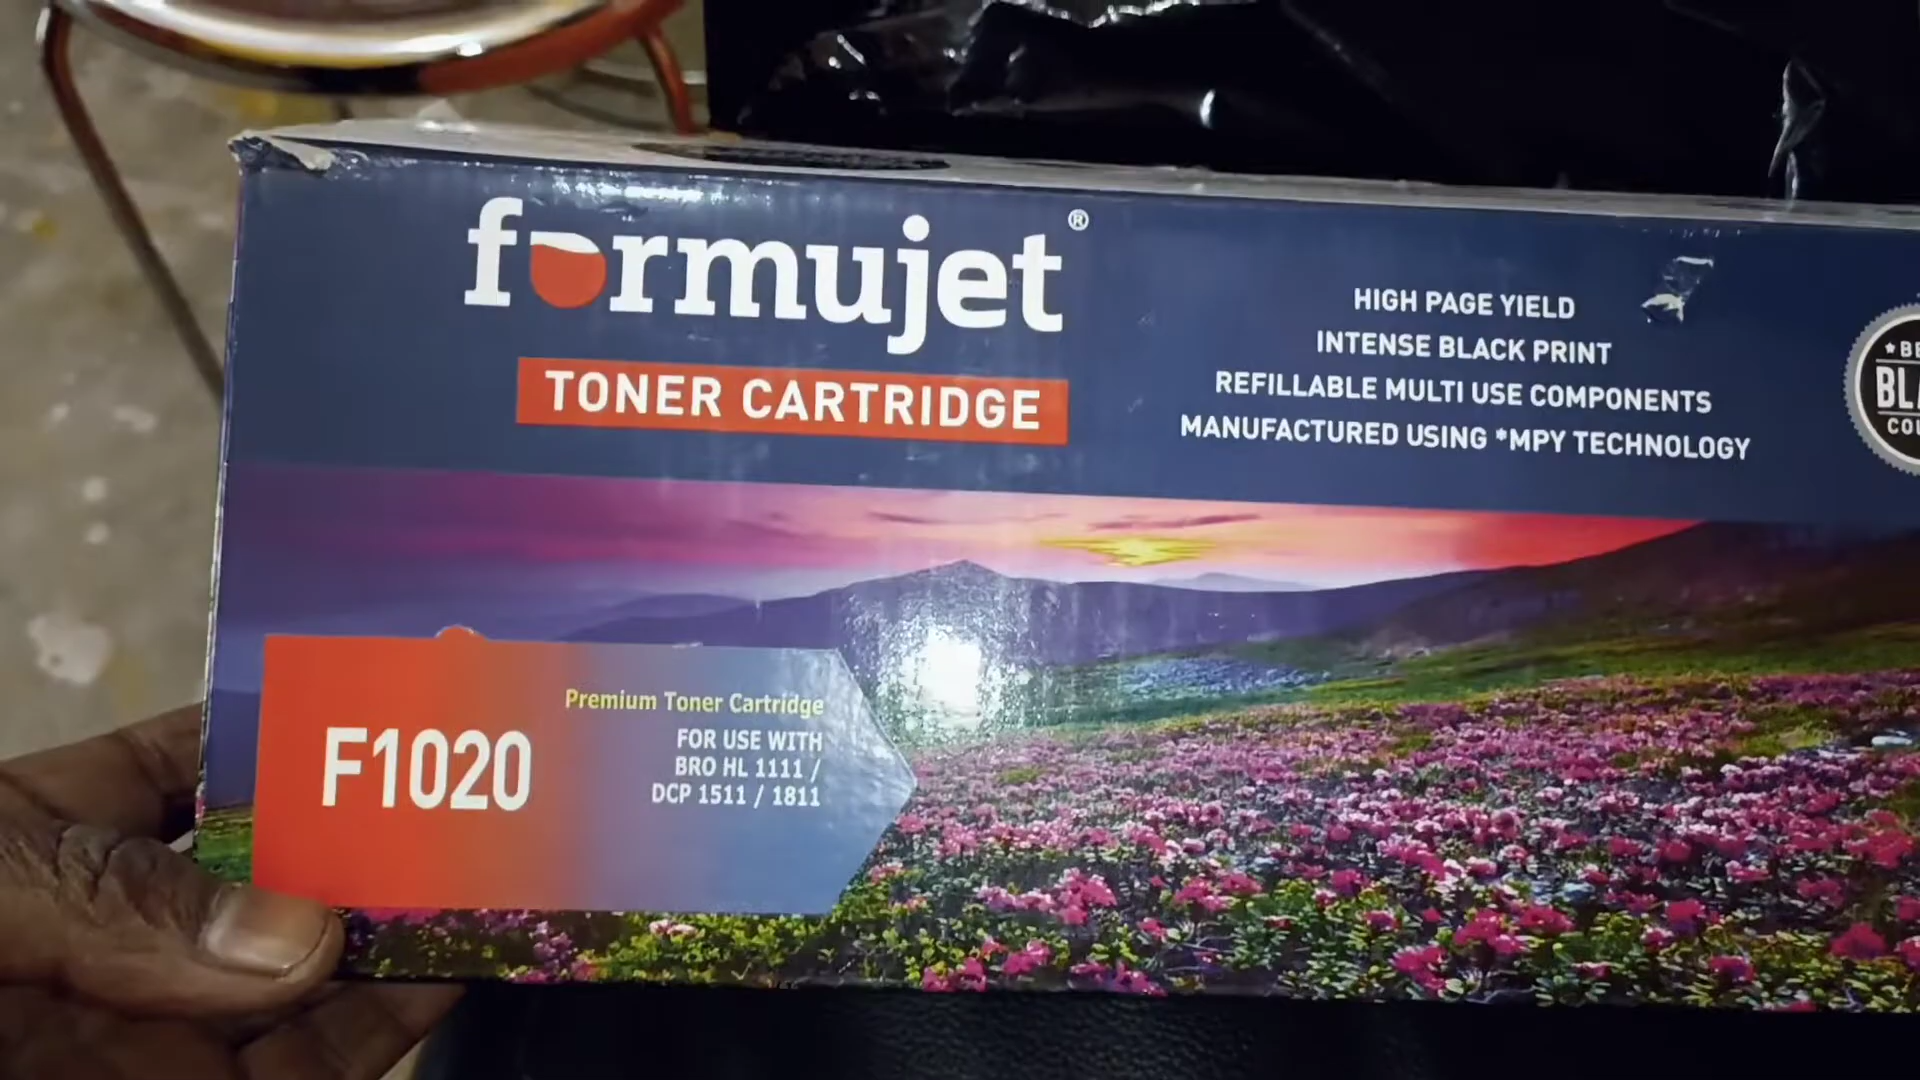 formujet®
TONER CARTRIDGE
HIGH PAGE YIELD
INTENSE BLACK PRINT
REFILLABLE MULTI USE COMPONENTS
MANUFACTURED USING *MPY TECHNOLOGY
F1020
Premium Toner Cartridge
FOR USE WITH
BRO HL 1111 /
DCP 1511 / 1811